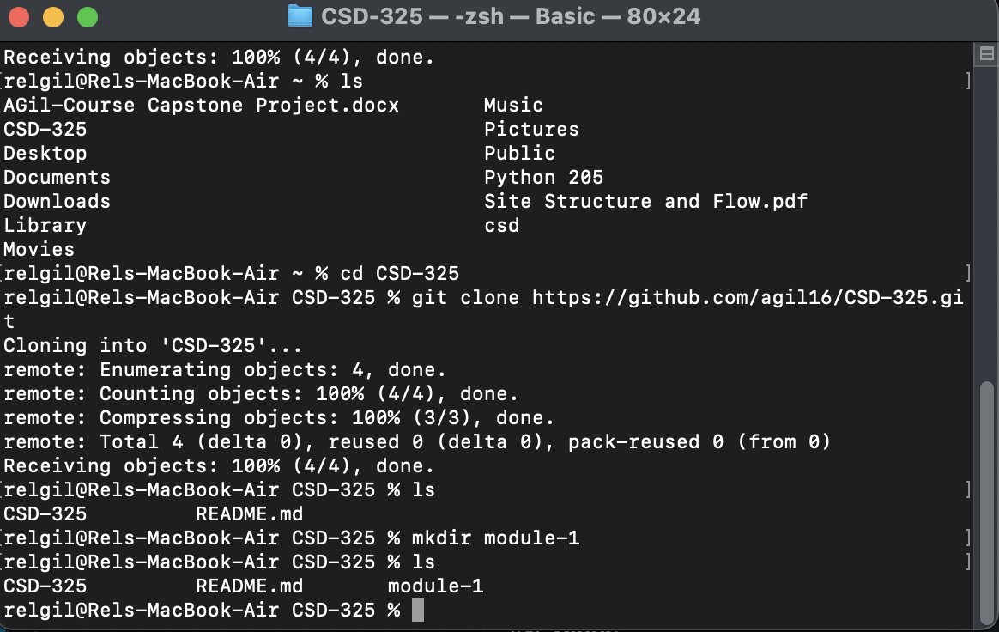 CSD-325 — -zsh — Basic — 80×24
Receiving objects: 100% (4/4), done.
[relgil@Rels-MacBook-Air ~ % ls ]
AGil-Course Capstone Project.docx Music
CSD-325 Pictures
Desktop Public
Documents Python 205
Downloads Site Structure and Flow.pdf
Library csd
Movies
[relgil@Rels-MacBook-Air ~ % cd CSD-325 ]
relgil@Rels-MacBook-Air CSD-325 % git clone https://github.com/agil16/CSD-325.gi
t
Cloning into 'CSD-325'...
remote: Enumerating objects: 4, done.
remote: Counting objects: 100% (4/4), done.
remote: Compressing objects: 100% (3/3), done.
remote: Total 4 (delta 0), reused 0 (delta 0), pack-reused 0 (from 0)
Receiving objects: 100% (4/4), done.
[relgil@Rels-MacBook-Air CSD-325 % ls ]
CSD-325 README.md
[relgil@Rels-MacBook-Air CSD-325 % mkdir module-1 ]
[relgil@Rels-MacBook-Air CSD-325 % ls ]
CSD-325 README.md module-1
relgil@Rels-MacBook-Air CSD-325 %